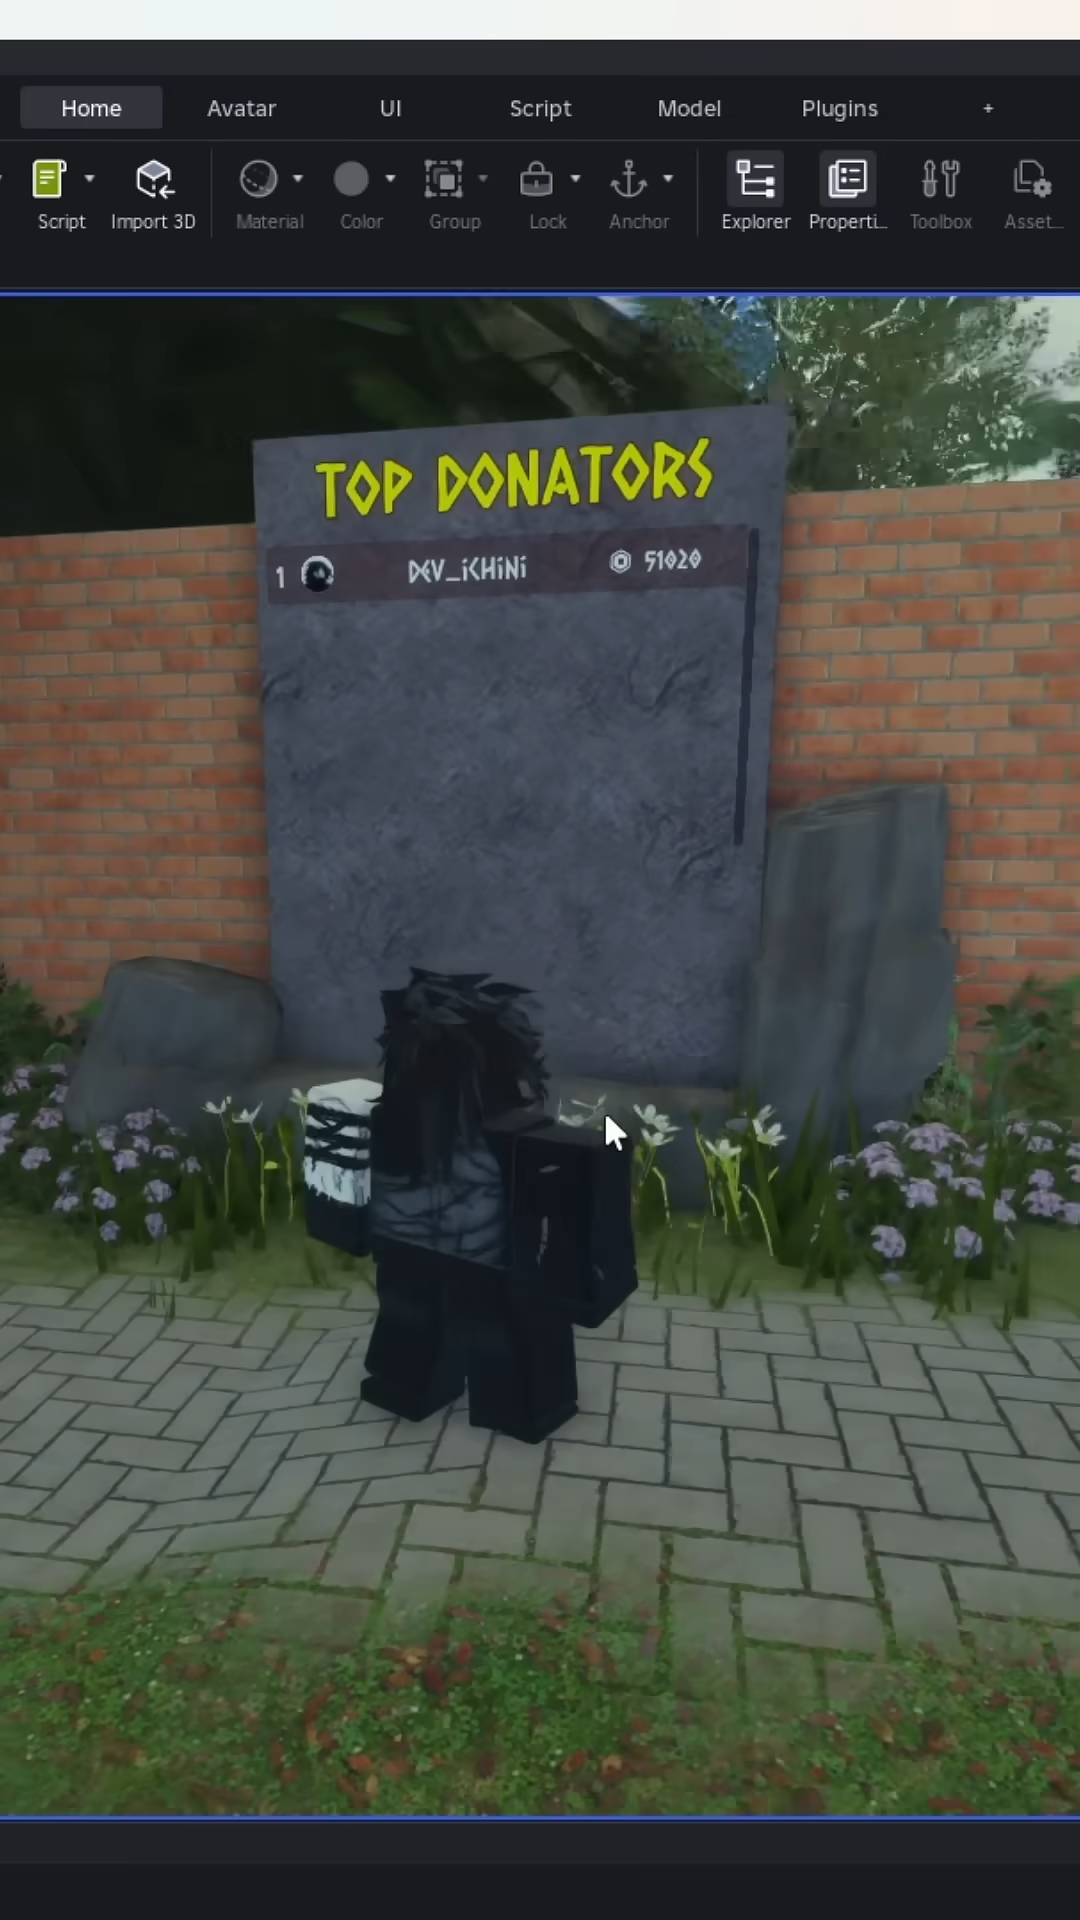 Home Avatar UI Script Model Plugins +
Script Import 3D Material Color Group Lock Anchor Explorer Properti... Toolbox Asset...
TOP DONATORS
1 DEV_iCHiNi 51020